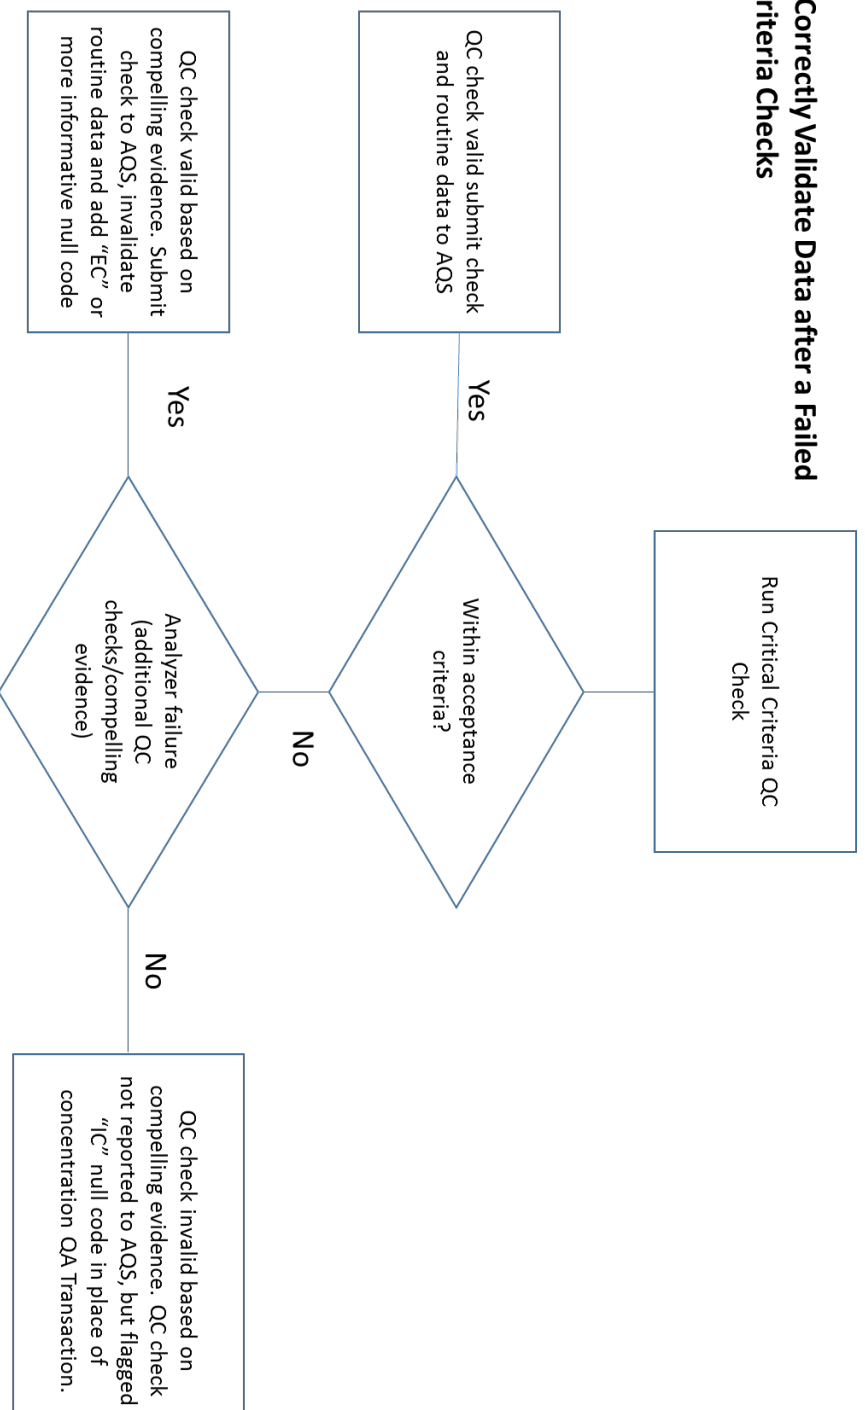 Correctly Validate Data after a Failed
riteria Checks
Run Critical Criteria QC
Check
QC check valid submit check
and routine data to AQS
Yes
Within acceptance
criteria?
No
QC check valid based on
compelling evidence. Submit
check to AQS, invalidate
routine data and add “EC” or
more informative null code
Yes
Analyzer failure
(additional QC
checks/compelling
evidence)
No
QC check invalid based on
compelling evidence. QC check
not reported to AQS, but flagged
“IC” null code in place of
concentration QA Transaction.